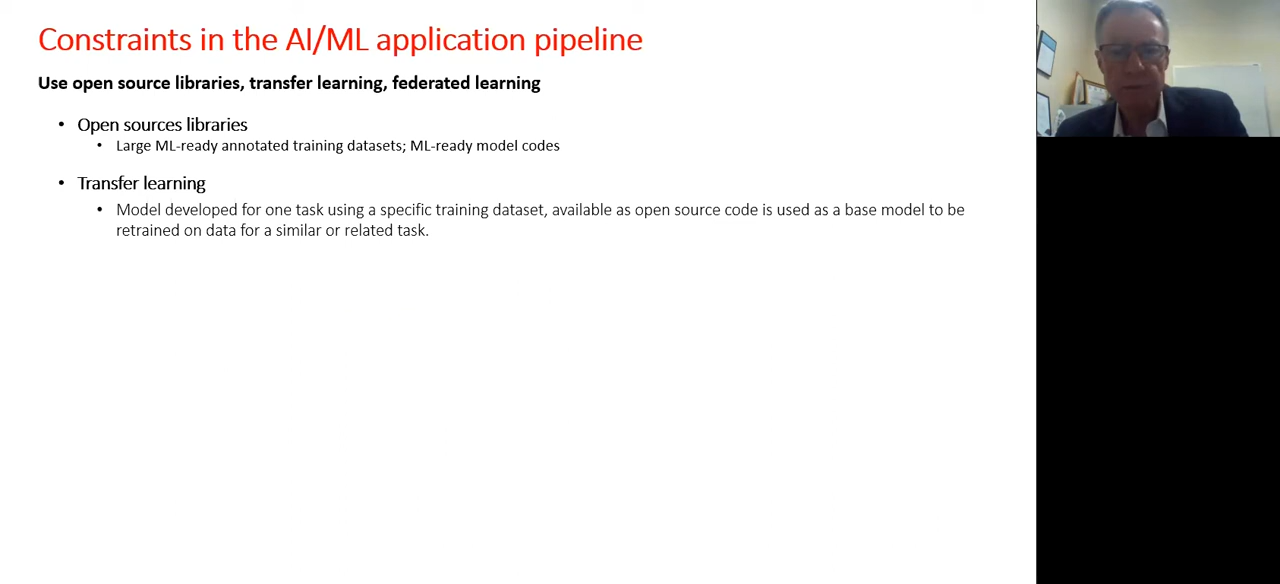 Constraints in the AI/ML application pipeline
Use open source libraries, transfer learning, federated learning
• Open sources libraries
• Large ML-ready annotated training datasets; ML-ready model codes
• Transfer learning
• Model developed for one task using a specific training dataset, available as open source code is used as a base model to be
retrained on data for a similar or related task.